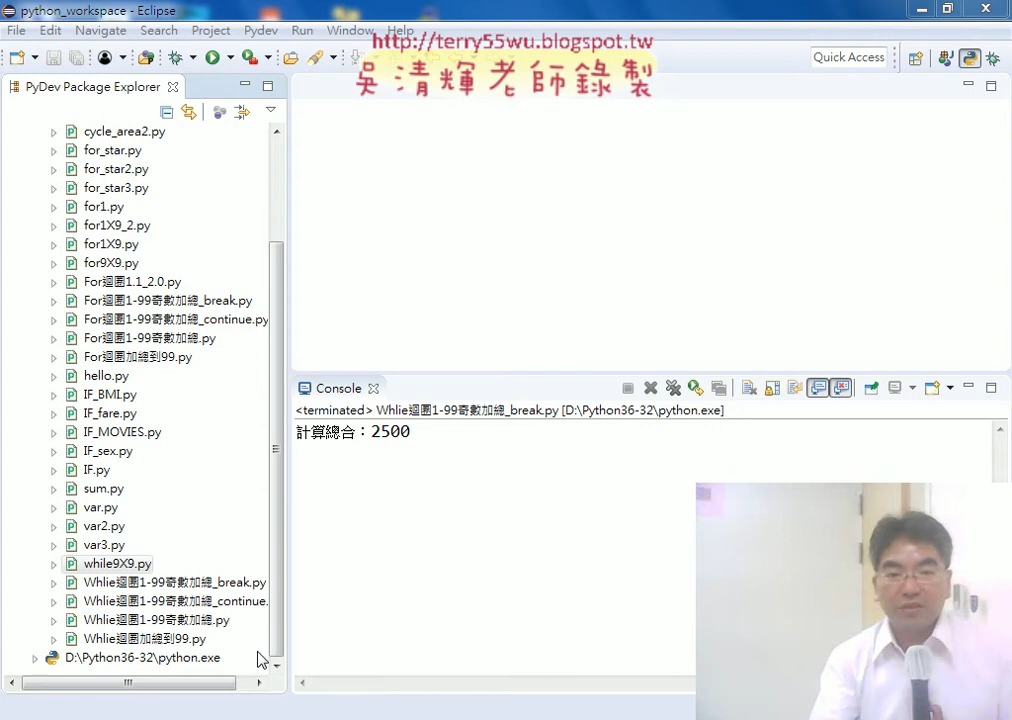 python_workspace - Eclipse
File Edit Navigate Search Project Pydev Run Window Help
http://terry55wu.blogspot.tw
吳清輝老師錄製
Quick Access
PyDev Package Explorer
cycle_area2.py
for_star.py
for_star2.py
for_star3.py
for1.py
for1X9_2.py
for1X9.py
for9X9.py
For迴圈1.1_2.0.py
For迴圈1-99奇數加總_break.py
For迴圈1-99奇數加總_continue.py
For迴圈1-99奇數加總.py
For迴圈加總到99.py
hello.py
IF_BMI.py
IF_fare.py
IF_MOVIES.py
IF_sex.py
IF.py
sum.py
var.py
var2.py
var3.py
while9X9.py
Whlie迴圈1-99奇數加總_break.py
Whlie迴圈1-99奇數加總_continue.
Whlie迴圈1-99奇數加總.py
Whlie迴圈加總到99.py
D:\Python36-32\python.exe
Console
<terminated> Whlie迴圈1-99奇數加總_break.py [D:\Python36-32\python.exe]
計算總合：2500